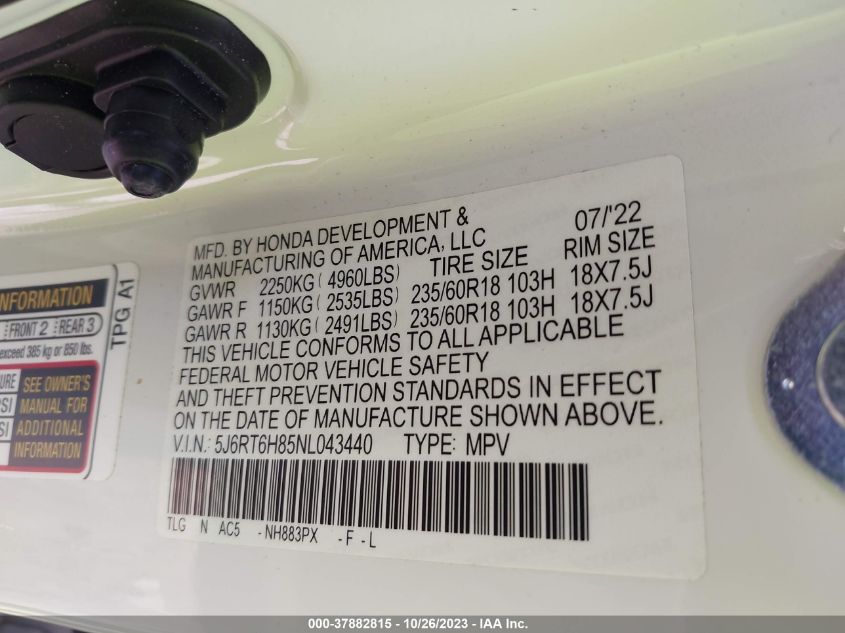 NFORMATION
FRONT 2 REAR 3
exceed 385 kg or 850 lbs.
SEE OWNER'S
MANUAL FOR
ADDITIONAL
INFORMATION
TPG A1
MFD. BY HONDA DEVELOPMENT & 07/'22
MANUFACTURING OF AMERICA, LLC
GVWR 2250KG ( 4960LBS) TIRE SIZE RIM SIZE
GAWR F 1150KG ( 2535LBS) 235/60R18 103H 18X7.5J
GAWR R 1130KG ( 2491LBS) 235/60R18 103H 18X7.5J
THIS VEHICLE CONFORMS TO ALL APPLICABLE
FEDERAL MOTOR VEHICLE SAFETY
AND THEFT PREVENTION STANDARDS IN EFFECT
ON THE DATE OF MANUFACTURE SHOWN ABOVE.
V.I.N.: 5J6RT6H85NL043440 TYPE: MPV
TLG N AC5 -NH883PX -F-L
000-37882815 - 10/26/2023 - IAA Inc.